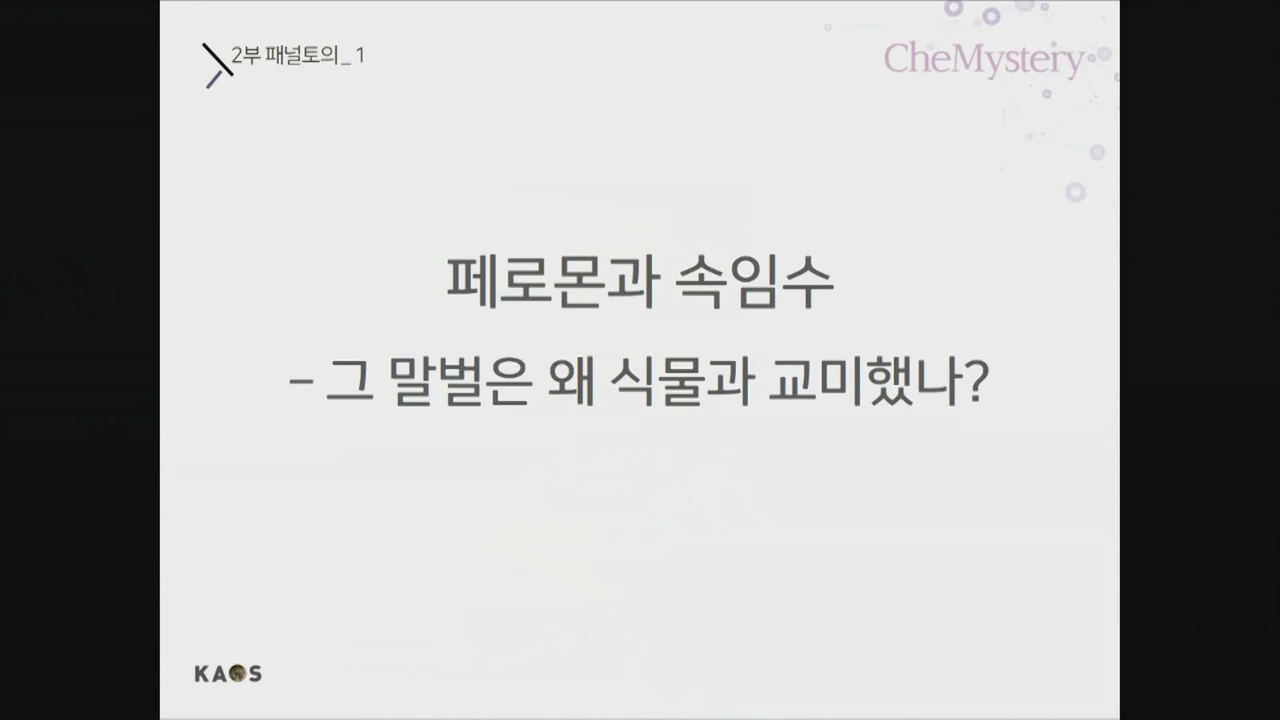 2부 패널토의_ 1
CheMystery
페로몬과 속임수
– 그 말벌은 왜 식물과 교미했나?
KAOS